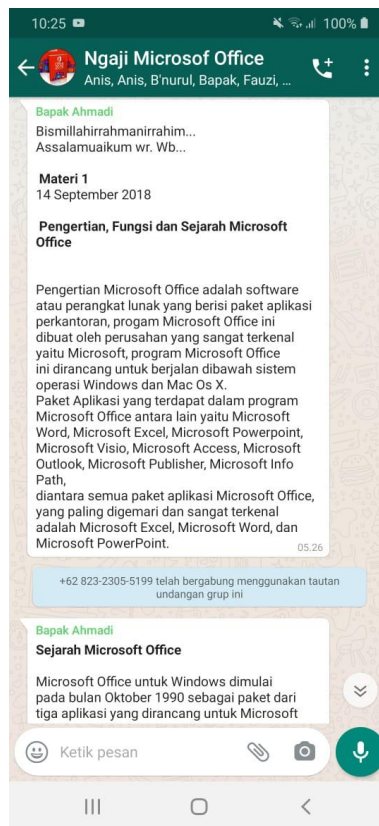 10:25 100%
Ngaji Microsof Office
Anis, Anis, B'nurul, Bapak, Fauzi, ...
Bapak Ahmadi
Bismillahirrahmanirrahim...
Assalamuaikum wr. Wb...
Materi 1
14 September 2018
Pengertian, Fungsi dan Sejarah Microsoft
Office
Pengertian Microsoft Office adalah software
atau perangkat lunak yang berisi paket aplikasi
perkantoran, progam Microsoft Office ini
dibuat oleh perusahan yang sangat terkenal
yaitu Microsoft, program Microsoft Office
ini dirancang untuk berjalan dibawah sistem
operasi Windows dan Mac Os X.
Paket Aplikasi yang terdapat dalam program
Microsoft Office antara lain yaitu Microsoft
Word, Microsoft Excel, Microsoft Powerpoint,
Microsoft Visio, Microsoft Access, Microsoft
Outlook, Microsoft Publisher, Microsoft Info
Path,
diantara semua paket aplikasi Microsoft Office,
yang paling digemari dan sangat terkenal
adalah Microsoft Excel, Microsoft Word, dan
Microsoft PowerPoint. 05.26
+62 823-2305-5199 telah bergabung menggunakan tautan
undangan grup ini
Bapak Ahmadi
Sejarah Microsoft Office
Microsoft Office untuk Windows dimulai
pada bulan Oktober 1990 sebagai paket dari
tiga aplikasi yang dirancang untuk Microsoft
Ketik pesan